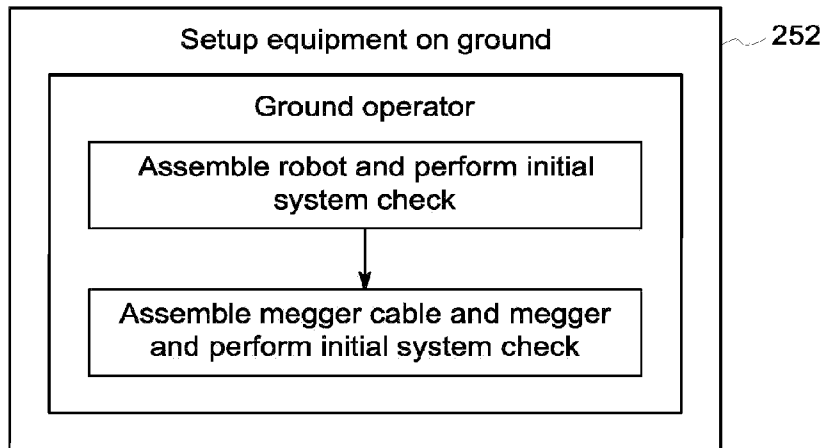 Setup equipment on ground
252
Ground operator
Assemble robot and perform initial
system check
Assemble megger cable and megger
and perform initial system check